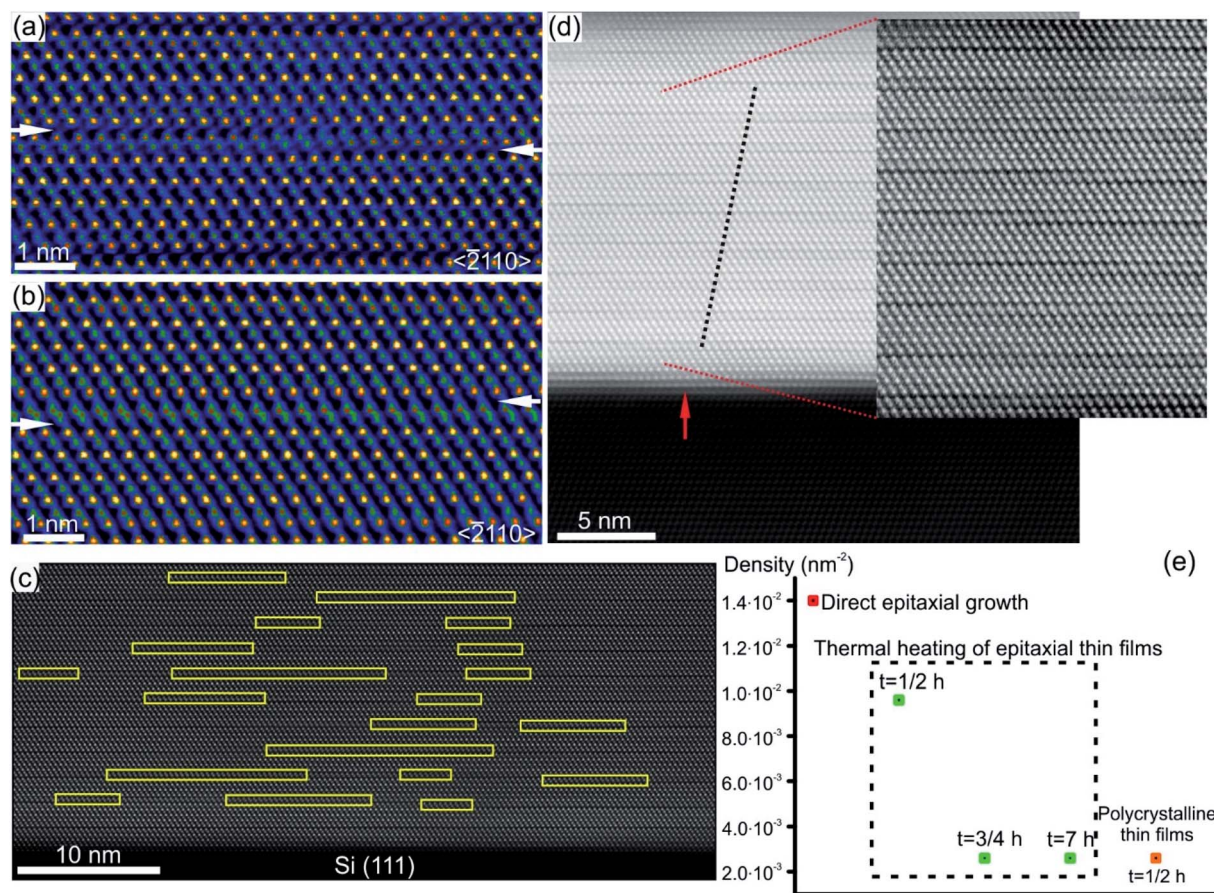 (a)
1 nm
<2̄110>
(b)
1 nm
<2̄110>
(c)
10 nm
Si (111)
(d)
5 nm
(e)
Density (nm⁻²)
1.4·10⁻²
Direct epitaxial growth
1.2·10⁻²
Thermal heating of epitaxial thin films
t=1/2 h
1.0·10⁻²
8.0·10⁻³
6.0·10⁻³
4.0·10⁻³
t=3/4 h
t=7 h
Polycrystalline
thin films
t=1/2 h
2.0·10⁻³